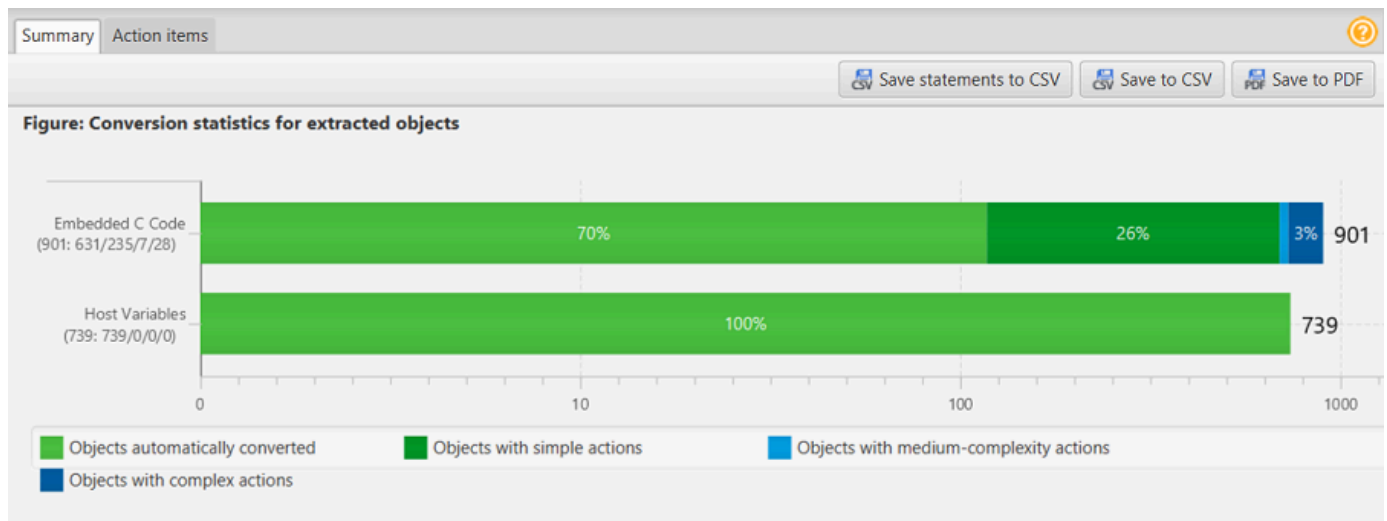 Summary Action items
CSV Save statements to CSV CSV Save to CSV PDF Save to PDF
Figure: Conversion statistics for extracted objects
Embedded C Code
(901: 631/235/7/28)
70% 26% 3% 901
Host Variables
(739: 739/0/0/0)
100% 739
0 10 100 1000
Objects automatically converted Objects with simple actions Objects with medium-complexity actions
Objects with complex actions